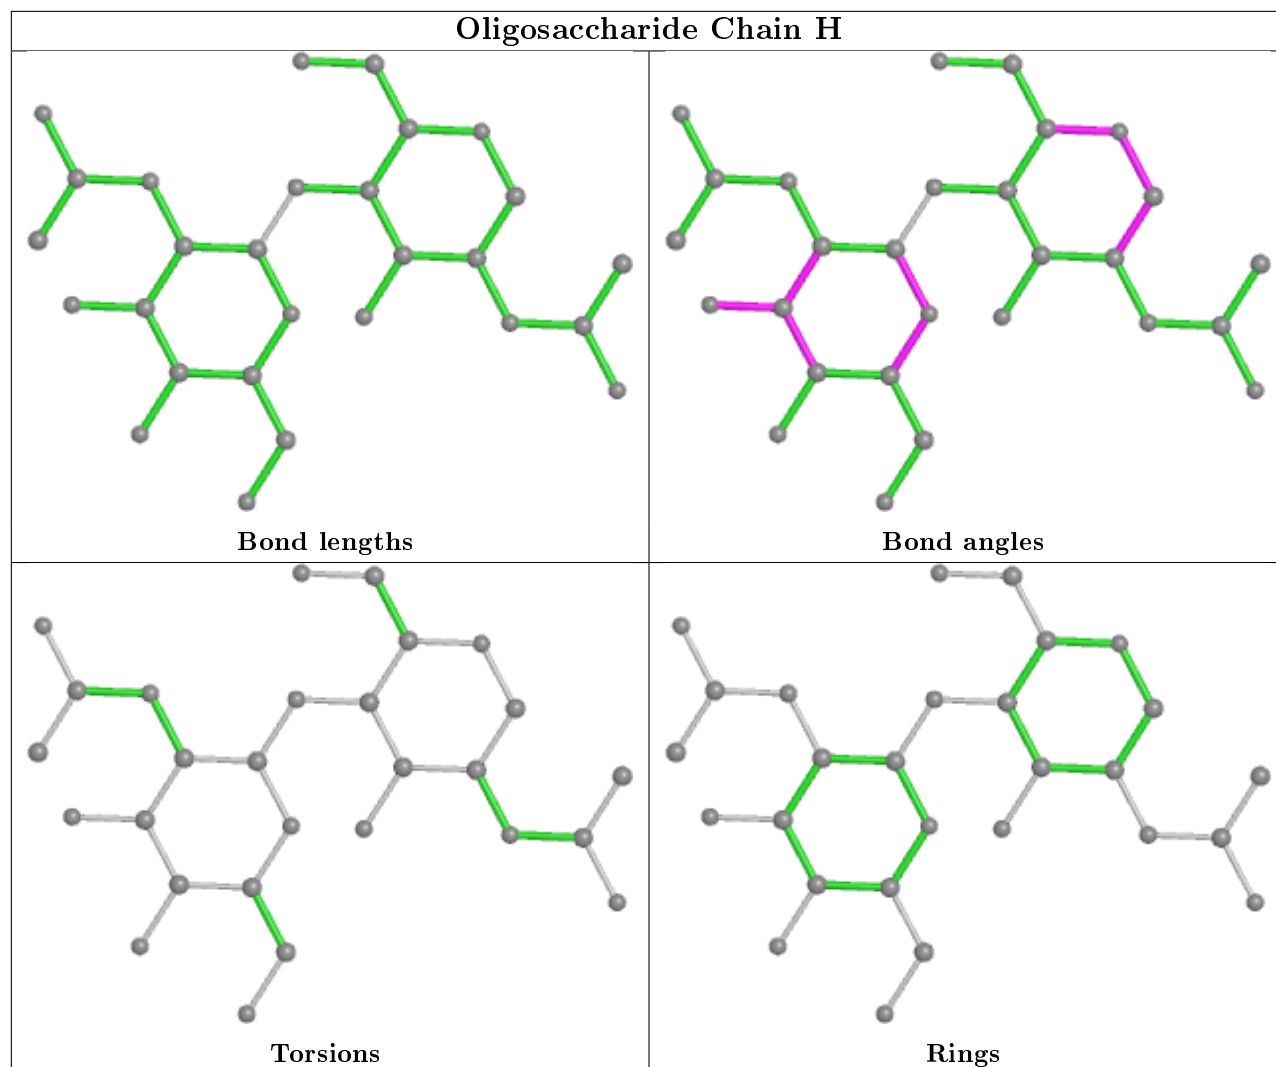 Oligosaccharide Chain H
Bond lengths
Bond angles
Torsions
Rings